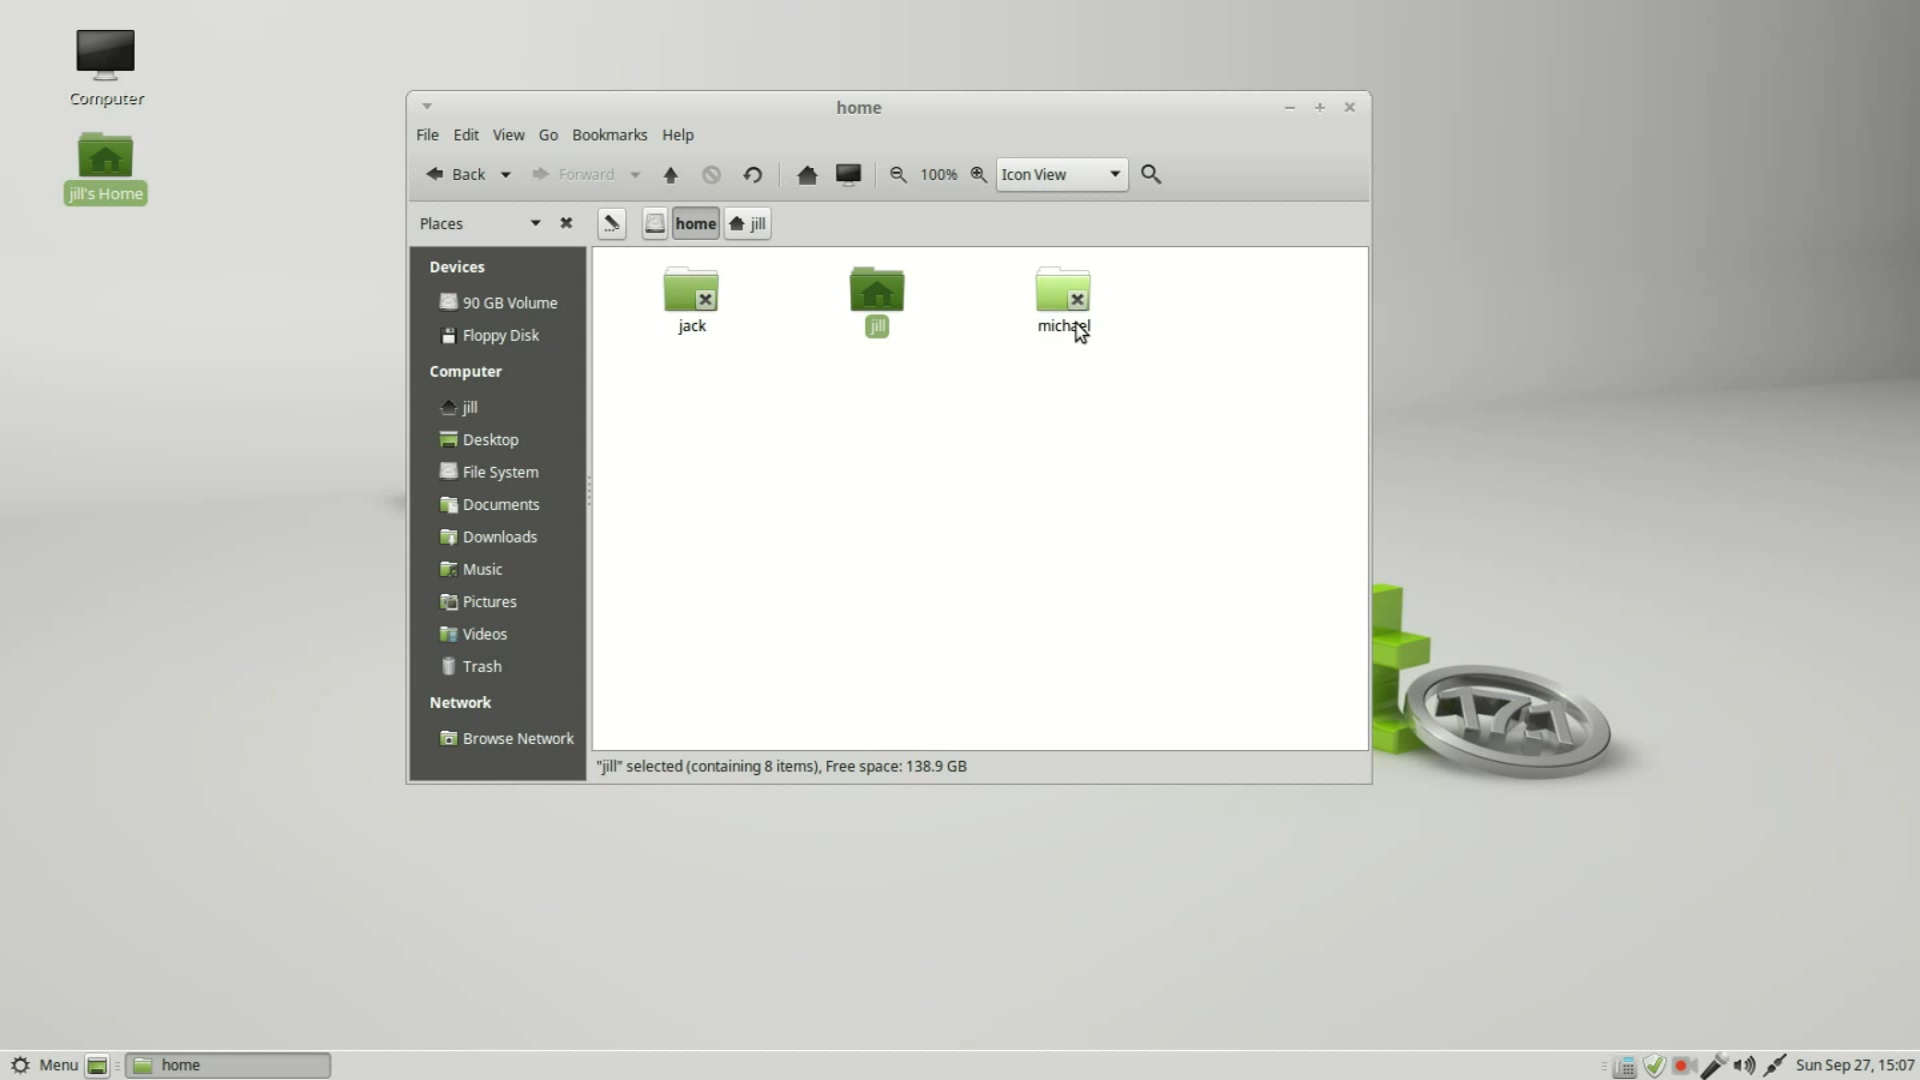 Computer
jill's Home
home
File Edit View Go Bookmarks Help
Back Forward 100% Icon View
Places home jill
Devices
90 GB Volume
Floppy Disk
Computer
jill
Desktop
File System
Documents
Downloads
Music
Pictures
Videos
Trash
Network
Browse Network
jack jill michael
"jill" selected (containing 8 items), Free space: 138.9 GB
17.1
Menu home Sun Sep 27, 15:07